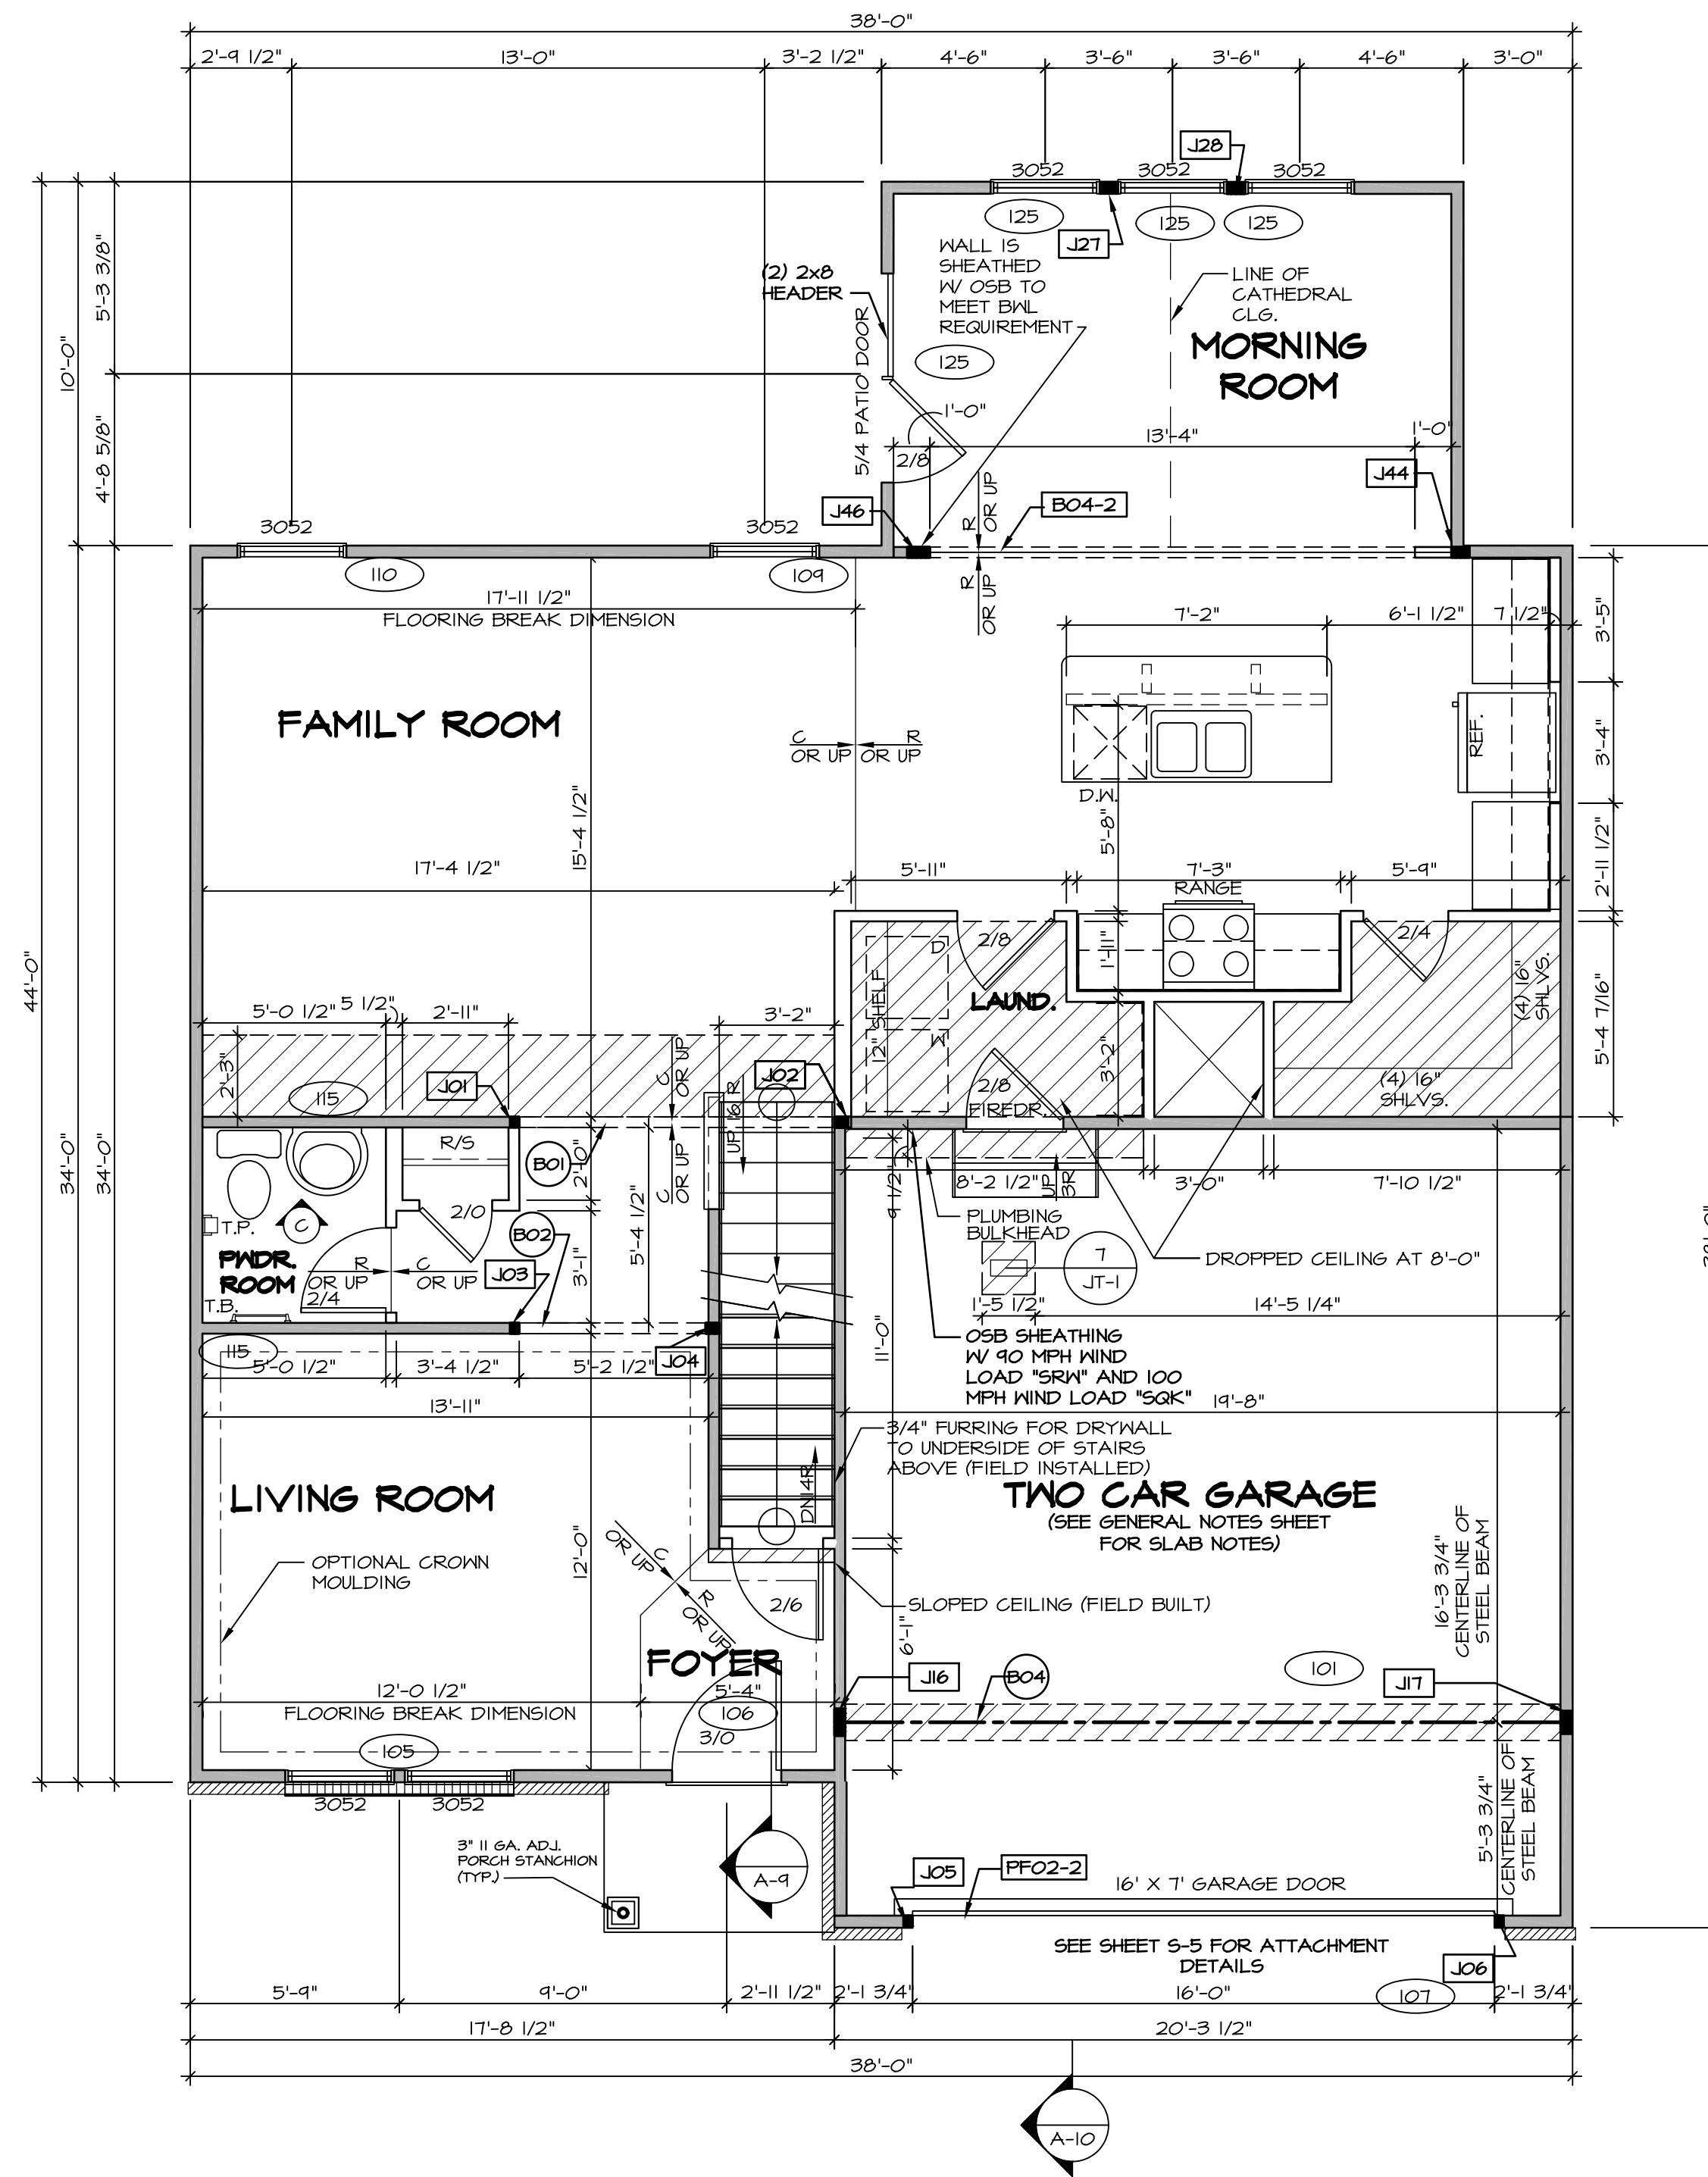 38'-0"
2'-9 1/2"
13'-0"
3'-2 1/2"
4'-6"
3'-6"
3'-6"
4'-6"
3'-0"
J28
3052
3052
3052
125
125
125
J27
WALL IS
SHEATHED
W/ OSB TO
MEET BWL
REQUIREMENT
(2) 2x8
HEADER
LINE OF
CATHEDRAL
CLG.
MORNING
ROOM
125
5/4 PATIO DOOR
1'-0"
13'-4"
1'-0"
2/8
J44
J46
B04-2
R
OR UP
R
OR UP
5'-3 3/8"
10'-0"
4'-8 5/8"
44'-0"
34'-0"
34'-0"
3052
3052
110
109
17'-11 1/2"
FLOORING BREAK DIMENSION
7'-2"
6'-1 1/2"
7 1/2"
3'-5"
FAMILY ROOM
C
OR UP
R
OR UP
REF.
3'-4"
D.W.
5'-8"
15'-4 1/2"
2'-11 1/2"
17'-4 1/2"
5'-11"
7'-3"
5'-9"
RANGE
2/8
2/4
D
1'-11"
LAUND.
12" SHELF
W
(4) 16"
SHLVS.
5'-4 7/16"
5'-0 1/2"
5 1/2"
2'-11"
3'-2"
2'-3"
C
OR UP
J01
J02
115
UP 16 R
2/8
FIREDR.
3'-2"
(4) 16"
SHLVS.
R/S
B01
2'-0"
C
OR UP
9 1/2"
8'-2 1/2"
UP
3R
3'-0"
7'-10 1/2"
2/0
T.P.
C
B02
5'-4 1/2"
PLUMBING
BULKHEAD
PWDR.
ROOM
R
OR UP
C
OR UP
J03
3'-1"
7
JT-1
DROPPED CEILING AT 8'-0"
T.B.
2/4
1'-5 1/2"
14'-5 1/4"
115
5'-0 1/2"
3'-4 1/2"
5'-2 1/2"
J04
11'-0"
OSB SHEATHING
W/ 90 MPH WIND
LOAD "SRW" AND 100
MPH WIND LOAD "SQK"
13'-11"
19'-8"
3/4" FURRING FOR DRYWALL
TO UNDERSIDE OF STAIRS
ABOVE (FIELD INSTALLED)
LIVING ROOM
DN14R
TWO CAR GARAGE
(SEE GENERAL NOTES SHEET
FOR SLAB NOTES)
OPTIONAL CROWN
MOULDING
12'-0"
C
OR UP
R
OR UP
2/6
SLOPED CEILING (FIELD BUILT)
16'-3 3/4"
CENTERLINE OF
STEEL BEAM
6'-1"
FOYER
J16
B04
101
J17
12'-0 1/2"
FLOORING BREAK DIMENSION
5'-4"
106
3/0
105
3052
3052
5'-3 3/4"
CENTERLINE OF
STEEL BEAM
3" 11 GA. ADJ.
PORCH STANCHION
(TYP.)
A-9
J05
PF02-2
16' X 7' GARAGE DOOR
SEE SHEET S-5 FOR ATTACHMENT
DETAILS
J06
5'-9"
9'-0"
2'-11 1/2"
2'-1 3/4"
16'-0"
107
2'-1 3/4"
17'-8 1/2"
20'-3 1/2"
38'-0"
A-10